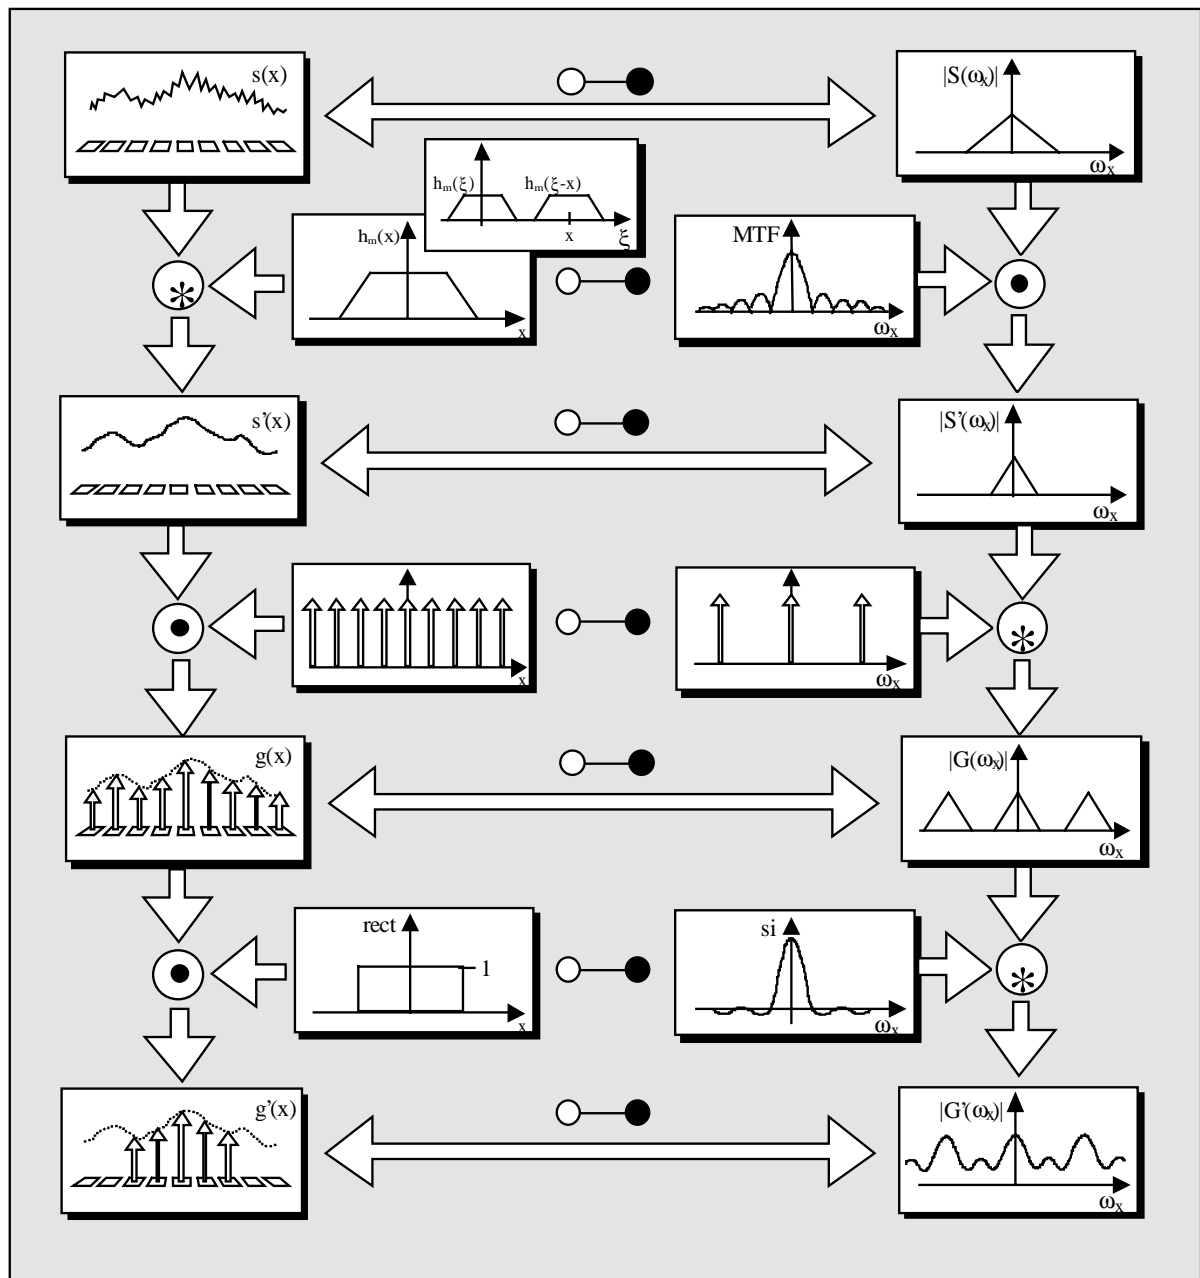 s(x)
|S(ωx)|
ωx
hm(ξ)
hm(ξ-x)
x
ξ
hm(x)
x
MTF
ωx
*
s’(x)
|S’(ωx)|
ωx
x
ωx
*
g(x)
|G(ωx)|
ωx
rect
1
x
si
ωx
*
g’(x)
|G’(ωx)|
ωx